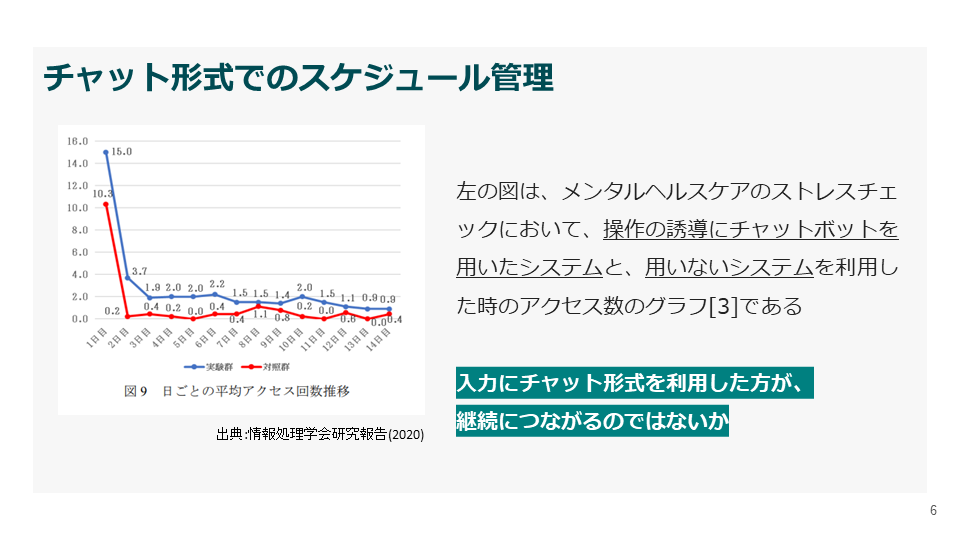 チャット形式でのスケジュール管理
16.0
14.0
12.0
10.0
8.0
6.0
4.0
2.0
0.0
15.0
10.3
3.7
1.9
2.0
2.0
2.2
1.5
1.5
1.4
2.0
1.5
1.1
0.9
0.9
0.2
0.4
0.2
0.0
0.4
0.4
1.1
0.8
0.2
0.0
0.6
0.0
0.4
1日目
2日目
3日目
4日目
5日目
6日目
7日目
8日目
9日目
10日目
11日目
12日目
13日目
14日目
実験群 対照群
図9 日ごとの平均アクセス回数推移
出典:情報処理学会研究報告(2020)
左の図は、メンタルヘルスケアのストレスチェ
ックにおいて、操作の誘導にチャットボットを
用いたシステムと、用いないシステムを利用し
た時のアクセス数のグラフ[3]である
入力にチャット形式を利用した方が、
継続につながるのではないか
6